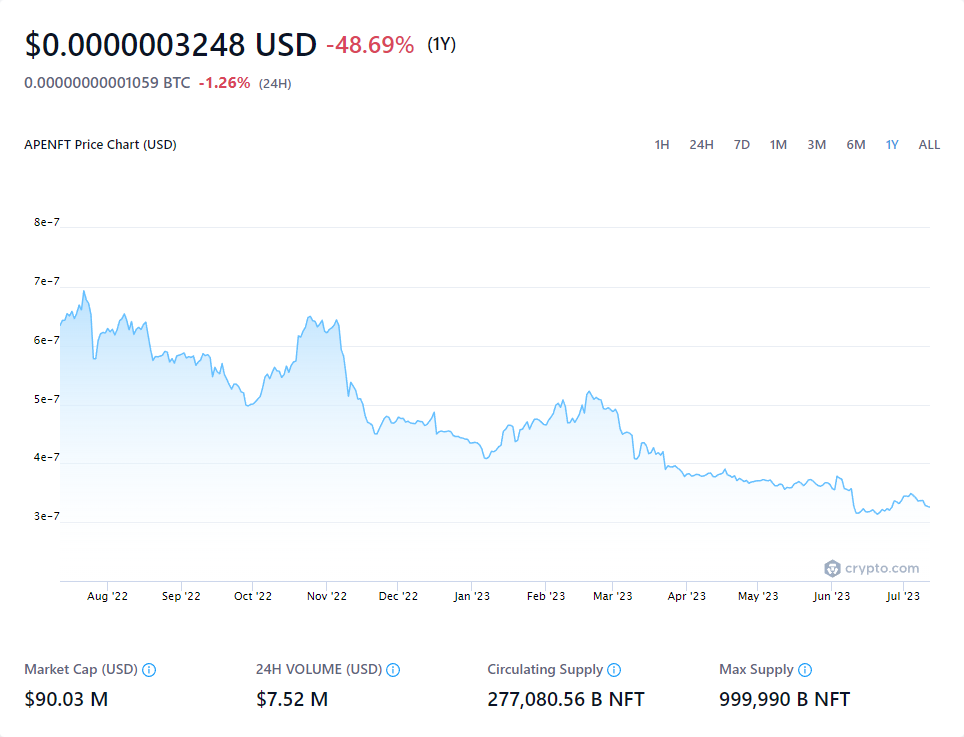 $0.0000003248 USD -48.69% (1Y)
0.00000000001059 BTC -1.26% (24H)
APENFT Price Chart (USD) 1H 24H 7D 1M 3M 6M 1Y ALL
8e-7
7e-7
6e-7
5e-7
4e-7
3e-7
crypto.com
Aug '22 Sep '22 Oct '22 Nov '22 Dec '22 Jan '23 Feb '23 Mar '23 Apr '23 May '23 Jun '23 Jul '23
Market Cap (USD) 24H VOLUME (USD) Circulating Supply Max Supply
$90.03 M $7.52 M 277,080.56 B NFT 999,990 B NFT